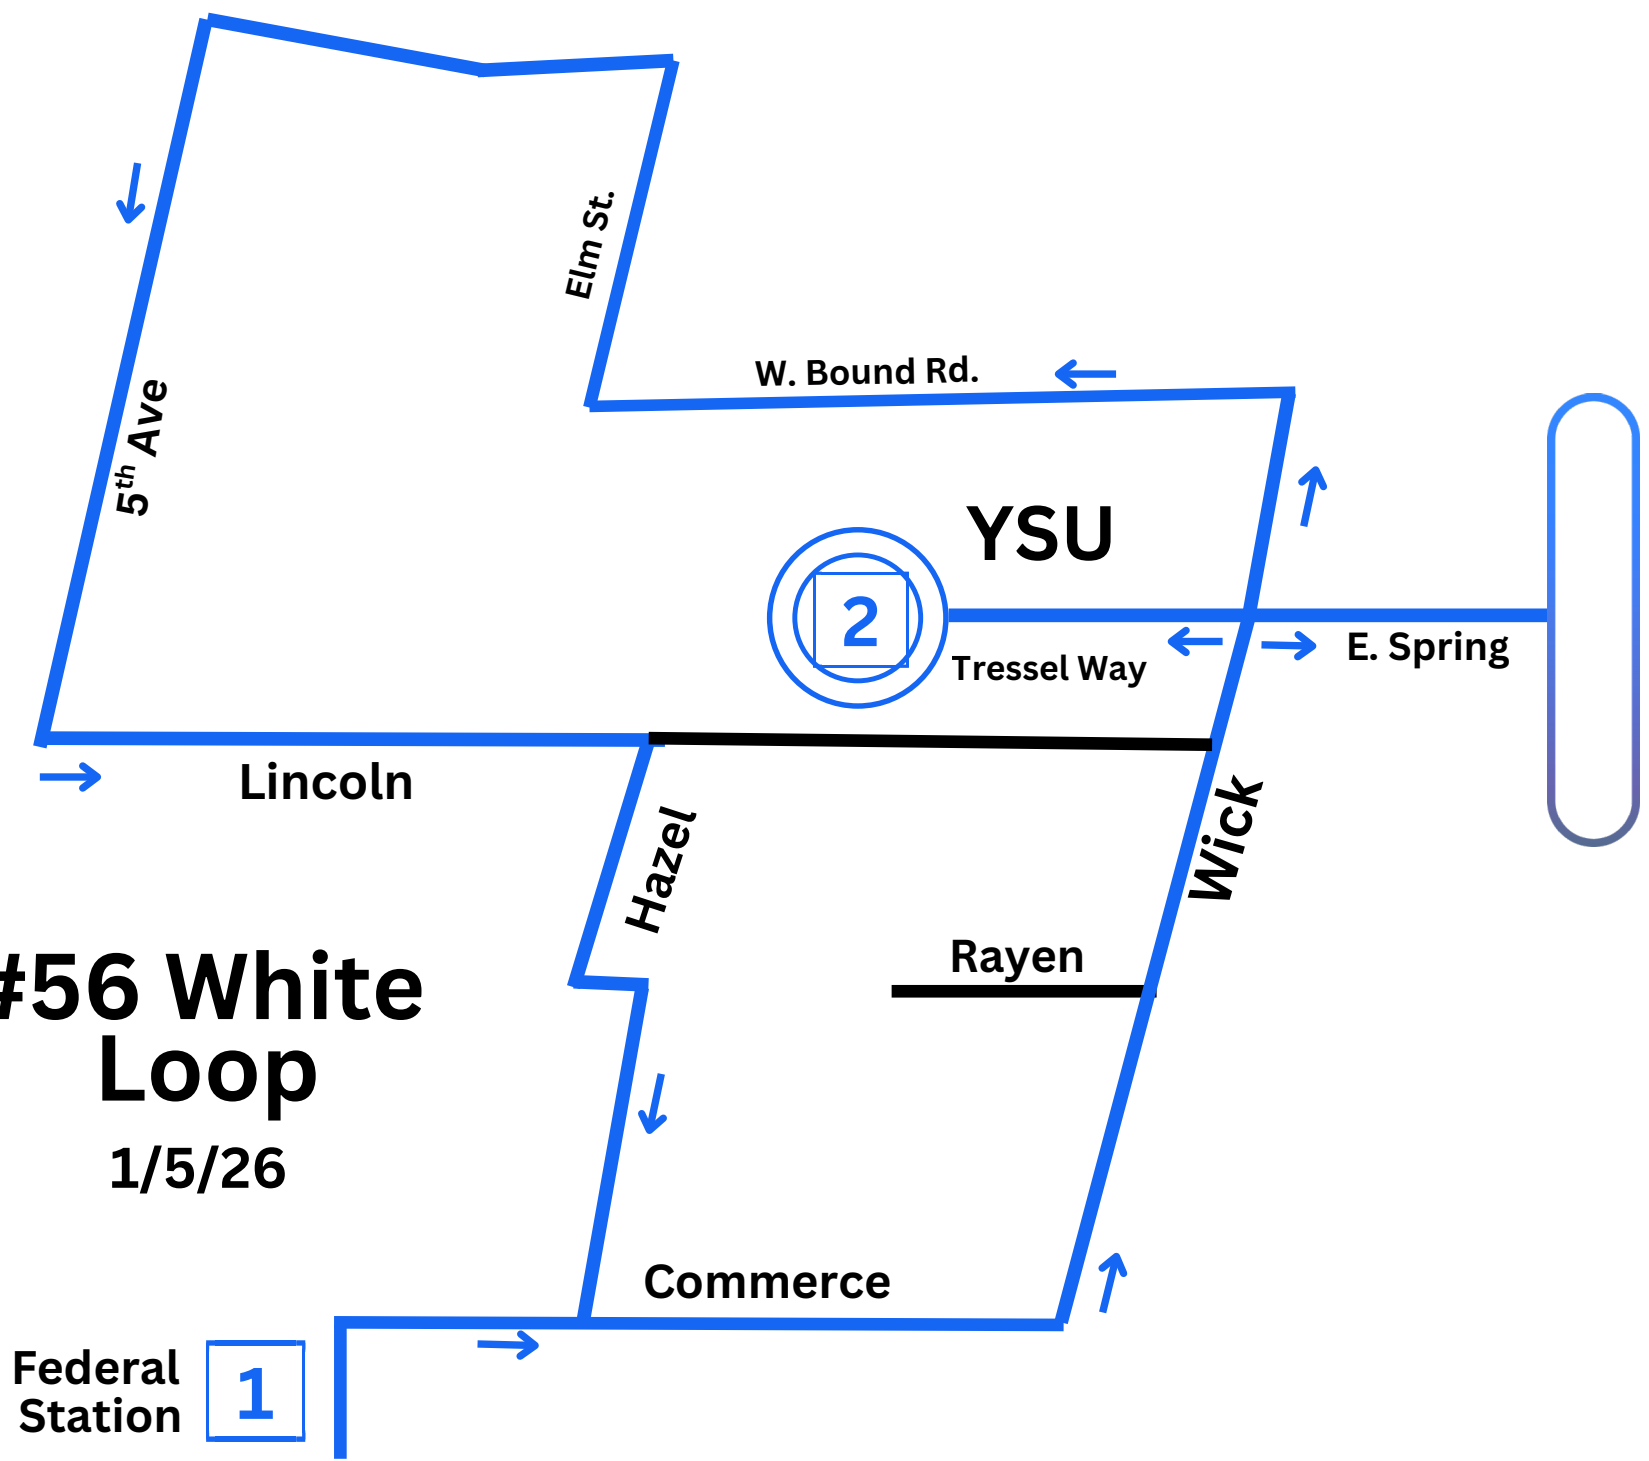 Elm St.
W. Bound Rd.
5th Ave
YSU
2
E. Spring
Tressel Way
Lincoln
Hazel
Wick
Rayen
#56 White
Loop
1/5/26
Commerce
Federal
Station
1